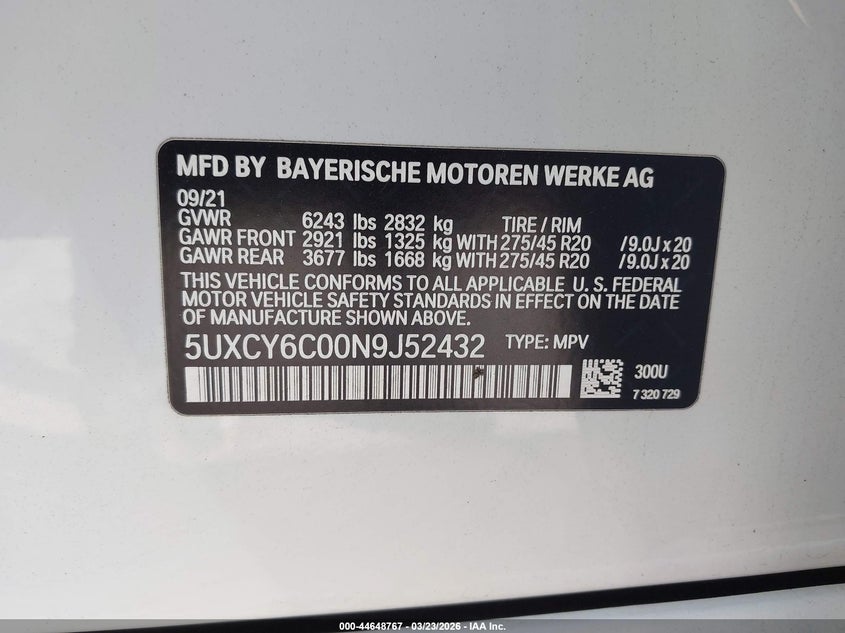 MFD BY BAYERISCHE MOTOREN WERKE AG
09/21
GVWR 6243 lbs 2832 kg TIRE / RIM
GAWR FRONT 2921 lbs 1325 kg WITH 275/45 R20 /9.0J x 20
GAWR REAR 3677 lbs 1668 kg WITH 275/45 R20 /9.0J x 20
THIS VEHICLE CONFORMS TO ALL APPLICABLE U. S. FEDERAL
MOTOR VEHICLE SAFETY STANDARDS IN EFFECT ON THE DATE
OF MANUFACTURE SHOWN ABOVE.
5UXCY6C00N9J52432 TYPE: MPV
300U
7 320 729
000-44648767 - 03/23/2026 - IAA Inc.